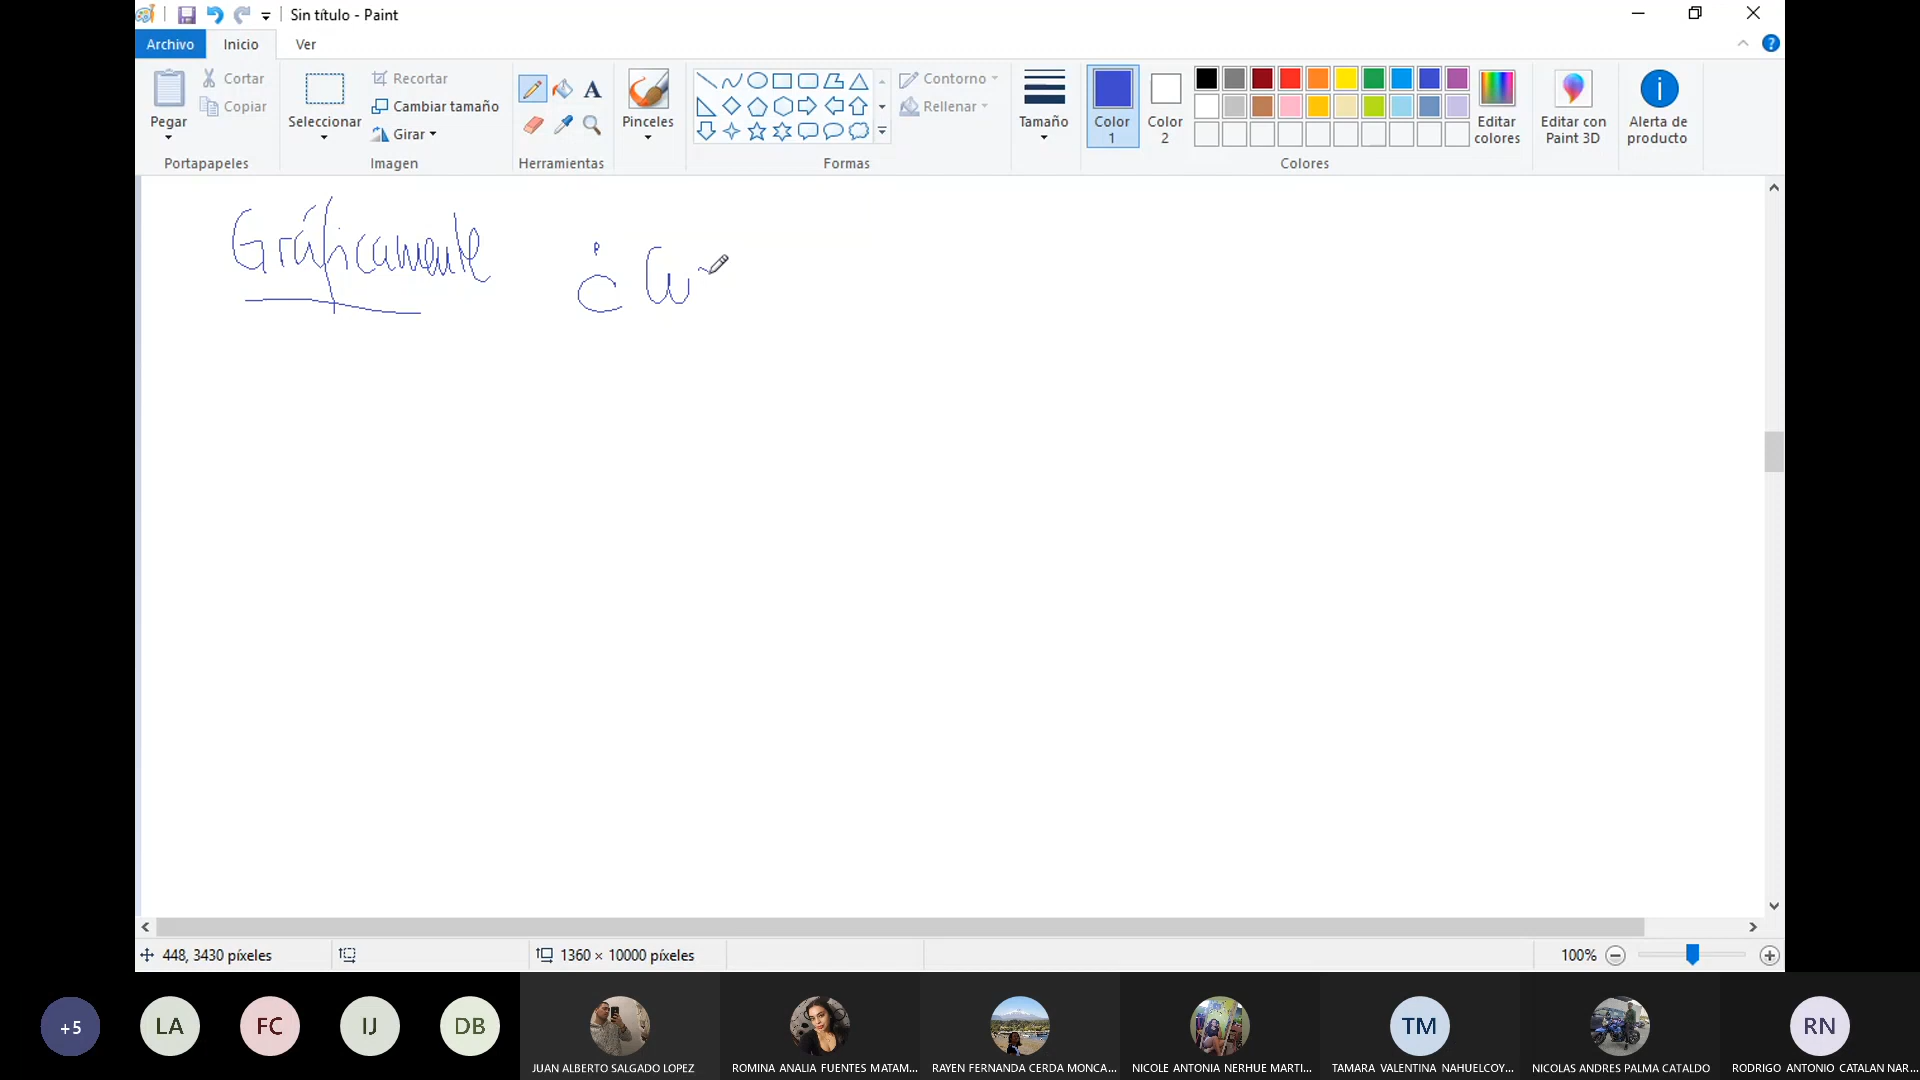 Sin título - Paint
Archivo Inicio Ver
Pegar
Cortar
Copiar
Portapapeles
Seleccionar
Recortar
Cambiar tamaño
Girar
Imagen
A
Herramientas
Pinceles
Contorno
Rellenar
Formas
Tamaño
Color 1
Color 2
Editar colores
Colores
Editar con Paint 3D
Alerta de producto
Gráficamente
448, 3430 píxeles
1360 × 10000 píxeles
100%
+5
LA
FC
IJ
DB
JUAN ALBERTO SALGADO LOPEZ
ROMINA ANALIA FUENTES MATAM...
RAYEN FERNANDA CERDA MONCA...
NICOLE ANTONIA NERHUE MARTI...
TM
TAMARA VALENTINA NAHUELCOY...
NICOLAS ANDRES PALMA CATALDO
RN
RODRIGO ANTONIO CATALAN NAR...